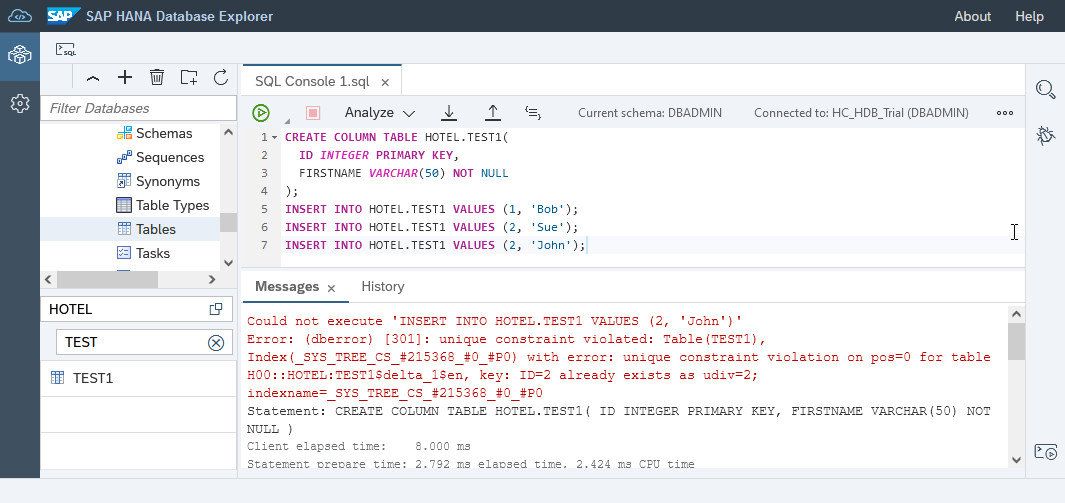 SAP SAP HANA Database Explorer About Help
SQL
SQL Console 1.sql ×
Filter Databases
Analyze Current schema: DBADMIN Connected to: HC_HDB_Trial (DBADMIN)
Schemas
Sequences
Synonyms
Table Types
Tables
Tasks
1 CREATE COLUMN TABLE HOTEL.TEST1(
2 ID INTEGER PRIMARY KEY,
3 FIRSTNAME VARCHAR(50) NOT NULL
4 );
5 INSERT INTO HOTEL.TEST1 VALUES (1, 'Bob');
6 INSERT INTO HOTEL.TEST1 VALUES (2, 'Sue');
7 INSERT INTO HOTEL.TEST1 VALUES (2, 'John');
HOTEL
TEST
TEST1
Messages × History
Could not execute 'INSERT INTO HOTEL.TEST1 VALUES (2, 'John')'
Error: (dberror) [301]: unique constraint violated: Table(TEST1),
Index(_SYS_TREE_CS_#215368_#0_#P0) with error: unique constraint violation on pos=0 for table
H00::HOTEL:TEST1$delta_1$en, key: ID=2 already exists as udiv=2;
indexname=_SYS_TREE_CS_#215368_#0_#P0
Statement: CREATE COLUMN TABLE HOTEL.TEST1( ID INTEGER PRIMARY KEY, FIRSTNAME VARCHAR(50) NOT
NULL )
Client elapsed time: 8.000 ms
Statement prepare time: 2.792 ms elapsed time, 2.424 ms CPU time